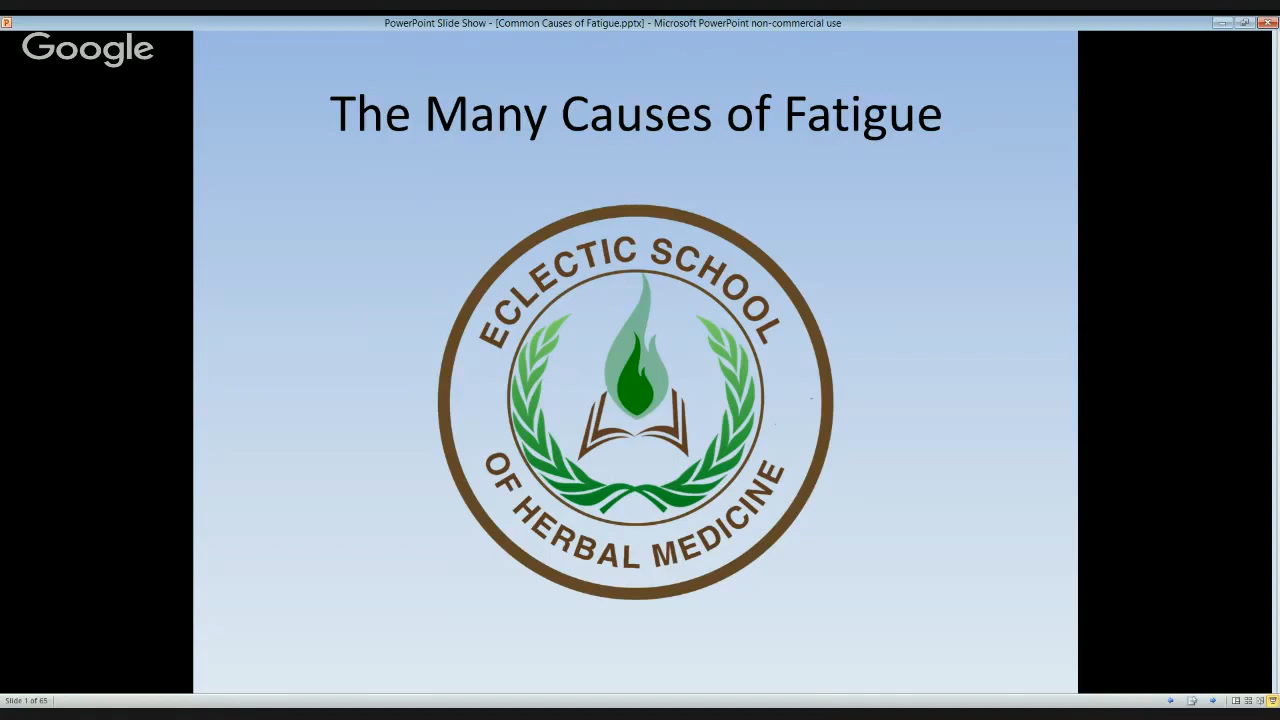 PowerPoint Slide Show - [Common Causes of Fatigue.pptx] - Microsoft PowerPoint non-commercial use
Google
The Many Causes of Fatigue
ECLECTIC SCHOOL
OF HERBAL MEDICINE
Slide 1 of 65